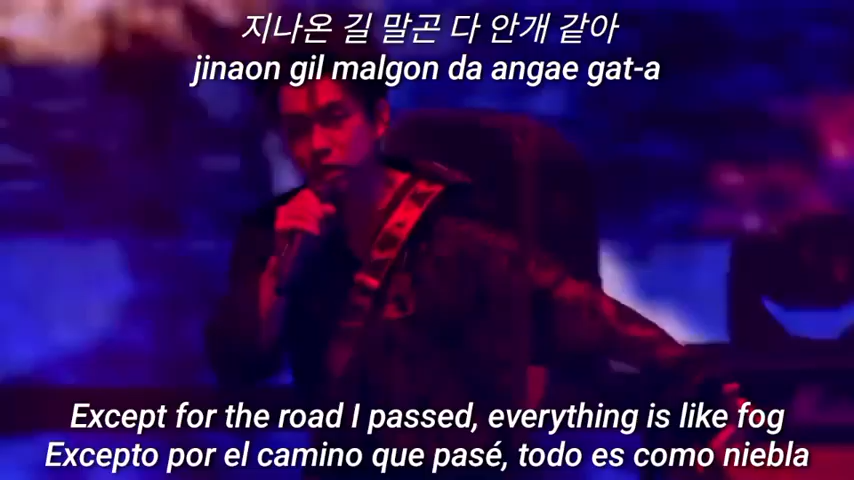 지나온 길 말곤 다 안개 같아
jinaon gil malgon da angae gat-a
Except for the road I passed, everything is like fog
Excepto por el camino que pasé, todo es como niebla